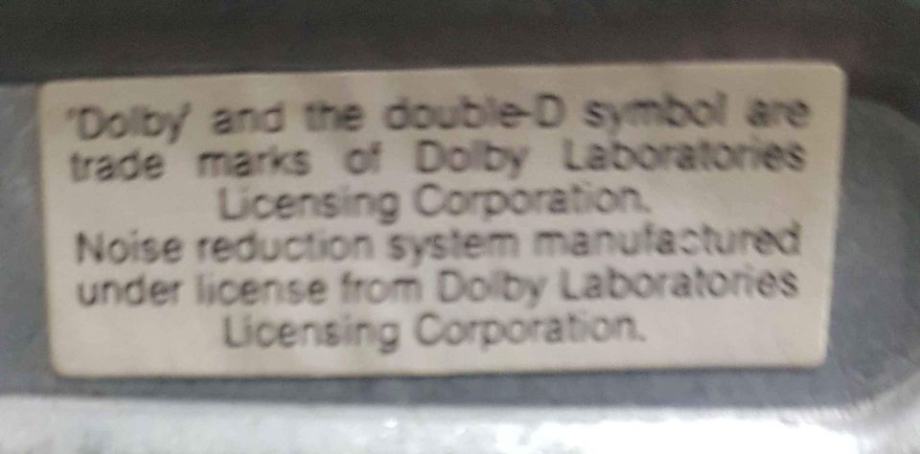 'Dolby' and the double-D symbol are
trade marks of Dolby Laboratories
Licensing Corporation.
Noise reduction system manufactured
under license from Dolby Laboratories
Licensing Corporation.